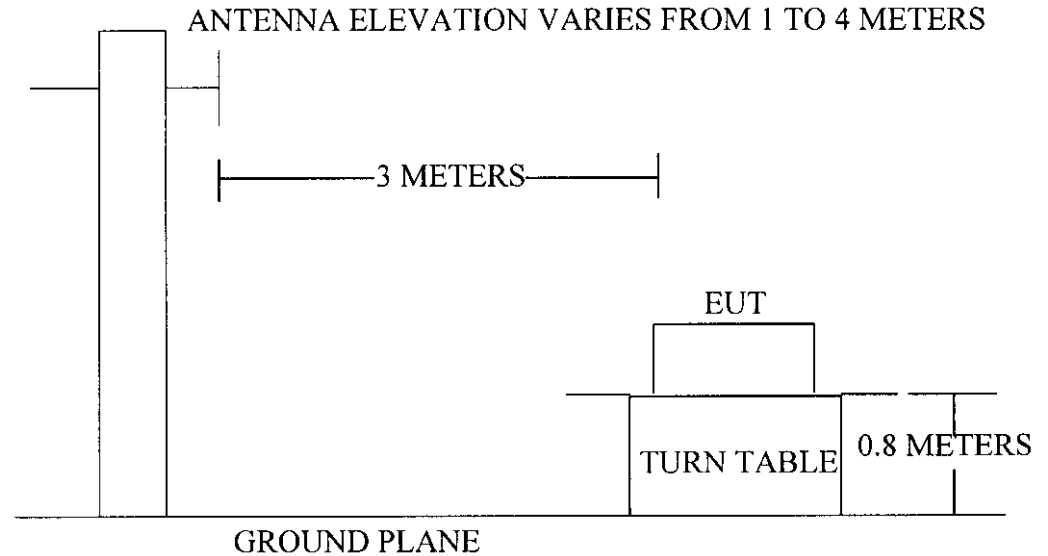 ANTENNA ELEVATION VARIES FROM 1 TO 4 METERS
3 METERS
EUT
TURN TABLE
0.8 METERS
GROUND PLANE